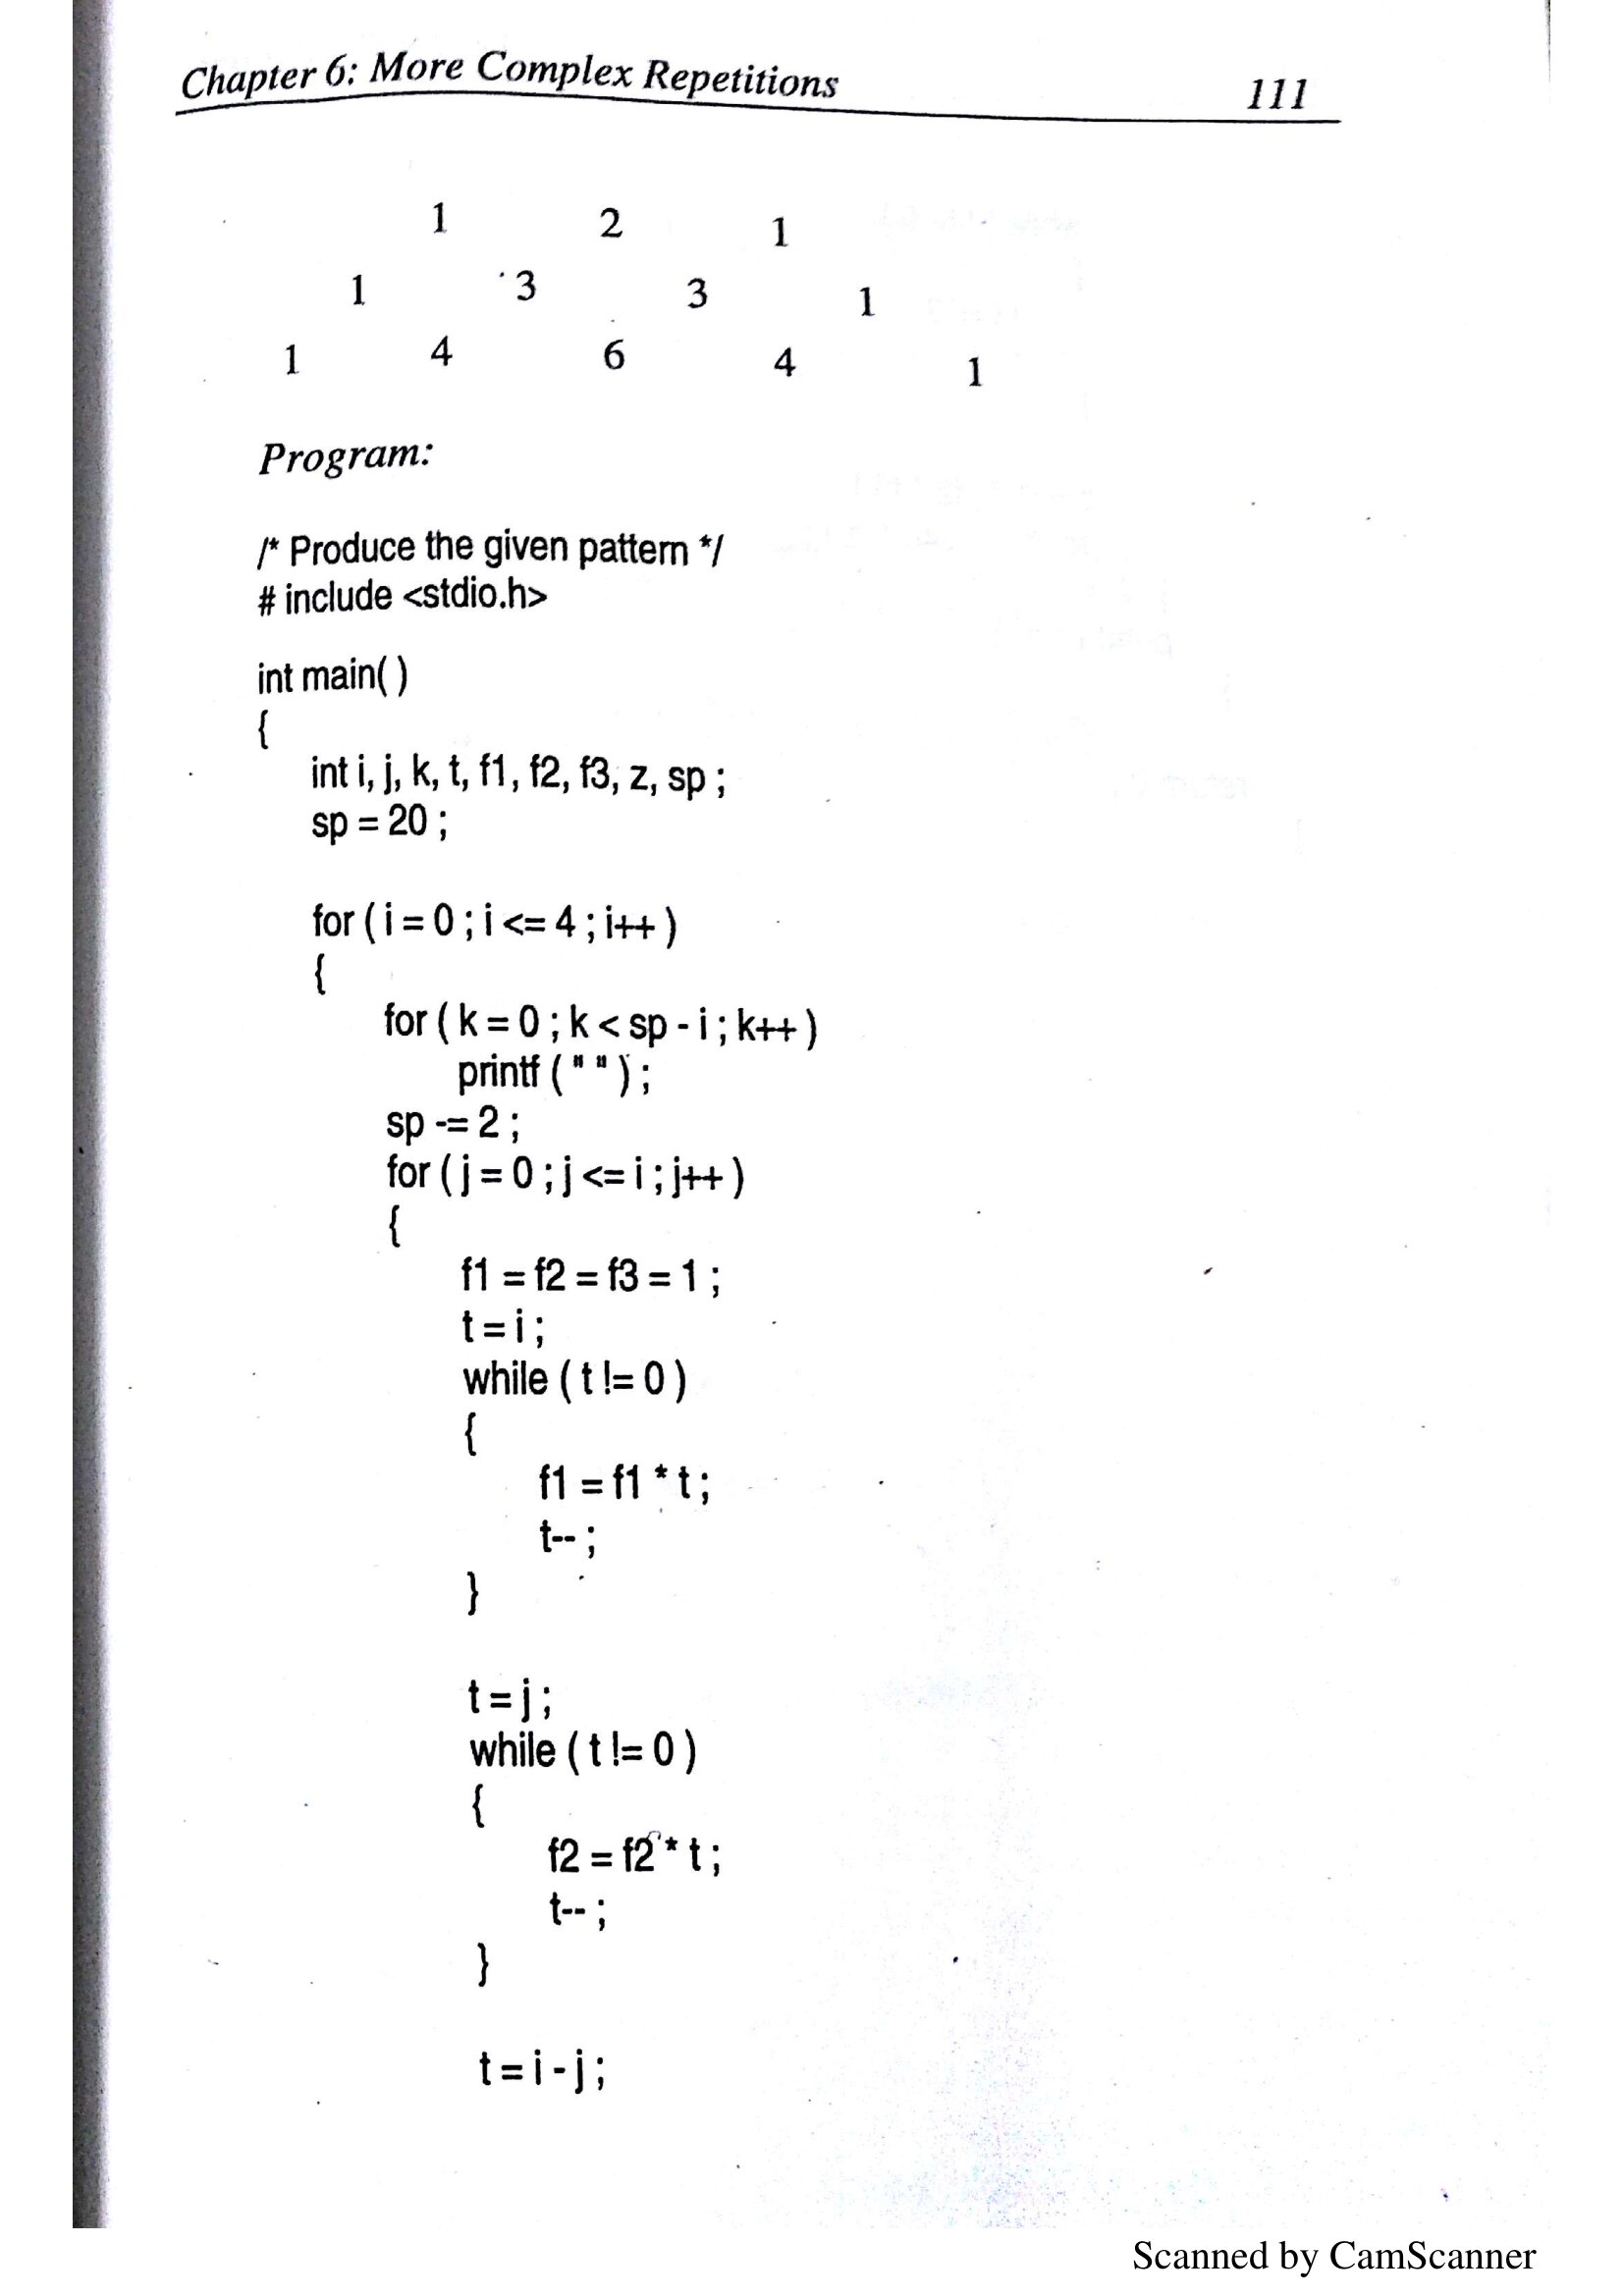 Chapter 6: More Complex Repetitions 111
1 2 1
1 3 3 1
1 4 6 4 1
Program:
/* Produce the given pattern */
# include <stdio.h>
int main( )
{
int i, j, k, t, f1, f2, f3, z, sp ;
sp = 20 ;
for ( i = 0 ; i <= 4 ; i++ )
{
for ( k = 0 ; k < sp - i ; k++ )
printf ( " " ) ;
sp -= 2 ;
for ( j = 0 ; j <= i ; j++ )
{
f1 = f2 = f3 = 1 ;
t = i ;
while ( t != 0 )
{
f1 = f1 * t ;
t-- ;
}
t = j ;
while ( t != 0 )
{
f2 = f2 * t ;
t-- ;
}
t = i - j ;
Scanned by CamScanner